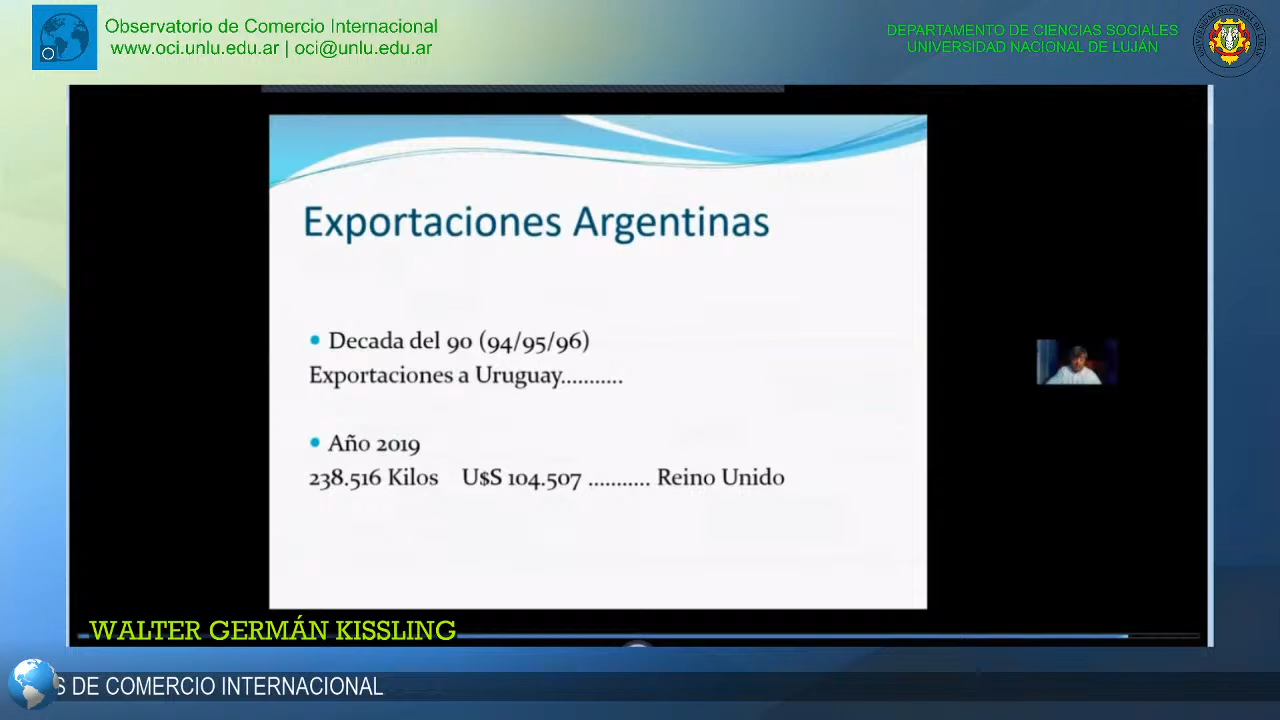 Observatorio de Comercio Internacional
www.oci.unlu.edu.ar | oci@unlu.edu.ar
DEPARTAMENTO DE CIENCIAS SOCIALES
UNIVERSIDAD NACIONAL DE LUJÁN
Exportaciones Argentinas
• Decada del 90 (94/95/96)
Exportaciones a Uruguay...........
• Año 2019
238.516 Kilos U$S 104.507 ........... Reino Unido
WALTER GERMÁN KISSLING
S DE COMERCIO INTERNACIONAL